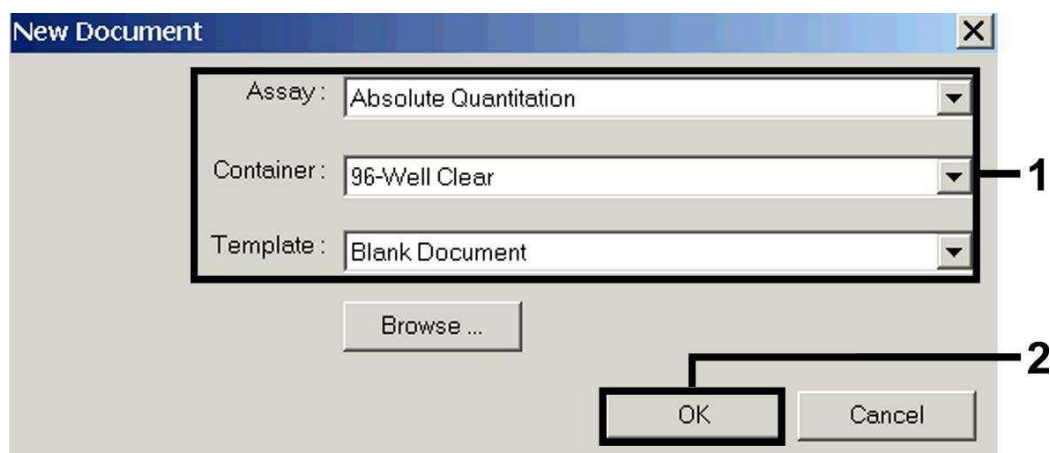 New Document
Assay: Absolute Quantitation
Container: 96-Well Clear
1
Template: Blank Document
Browse ...
2
OK Cancel